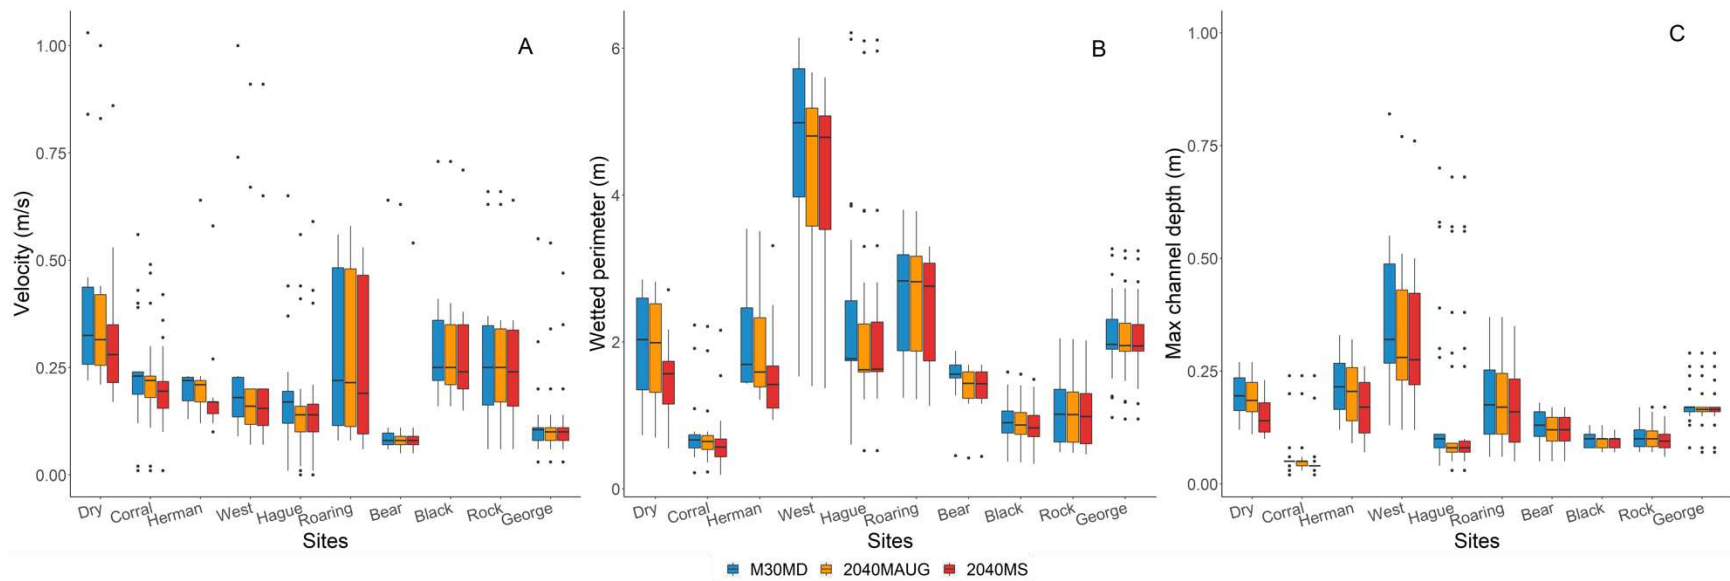 A
B
C
Velocity (m/s)
1.00
0.75
0.50
0.25
0.00
Dry Corral Herman West Hague Roaring Bear Black Rock George
Sites
Wetted perimeter (m)
6
4
2
0
Dry Corral Herman West Hague Roaring Bear Black Rock George
Sites
Max channel depth (m)
1.00
0.75
0.50
0.25
0.00
Dry Corral Herman West Hague Roaring Bear Black Rock George
Sites
M30MD 2040MAUG 2040MS